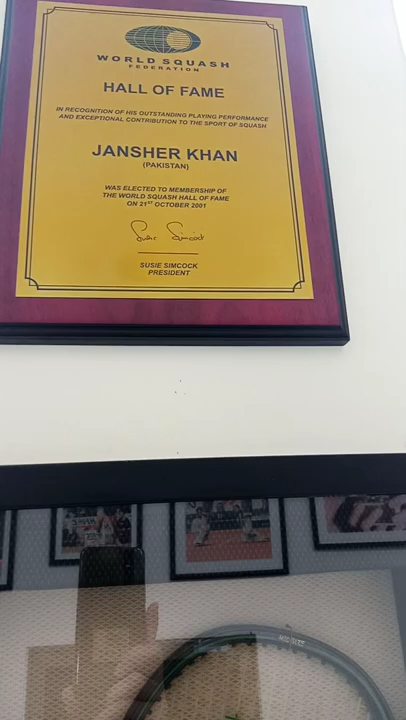 WORLD SQUASH
FEDERATION
HALL OF FAME
IN RECOGNITION OF HIS OUTSTANDING PLAYING PERFORMANCE
AND EXCEPTIONAL CONTRIBUTION TO THE SPORT OF SQUASH
JANSHER KHAN
(PAKISTAN)
WAS ELECTED TO MEMBERSHIP OF
THE WORLD SQUASH HALL OF FAME
ON 21ST OCTOBER 2001
Susie Simcock
SUSIE SIMCOCK
PRESIDENT